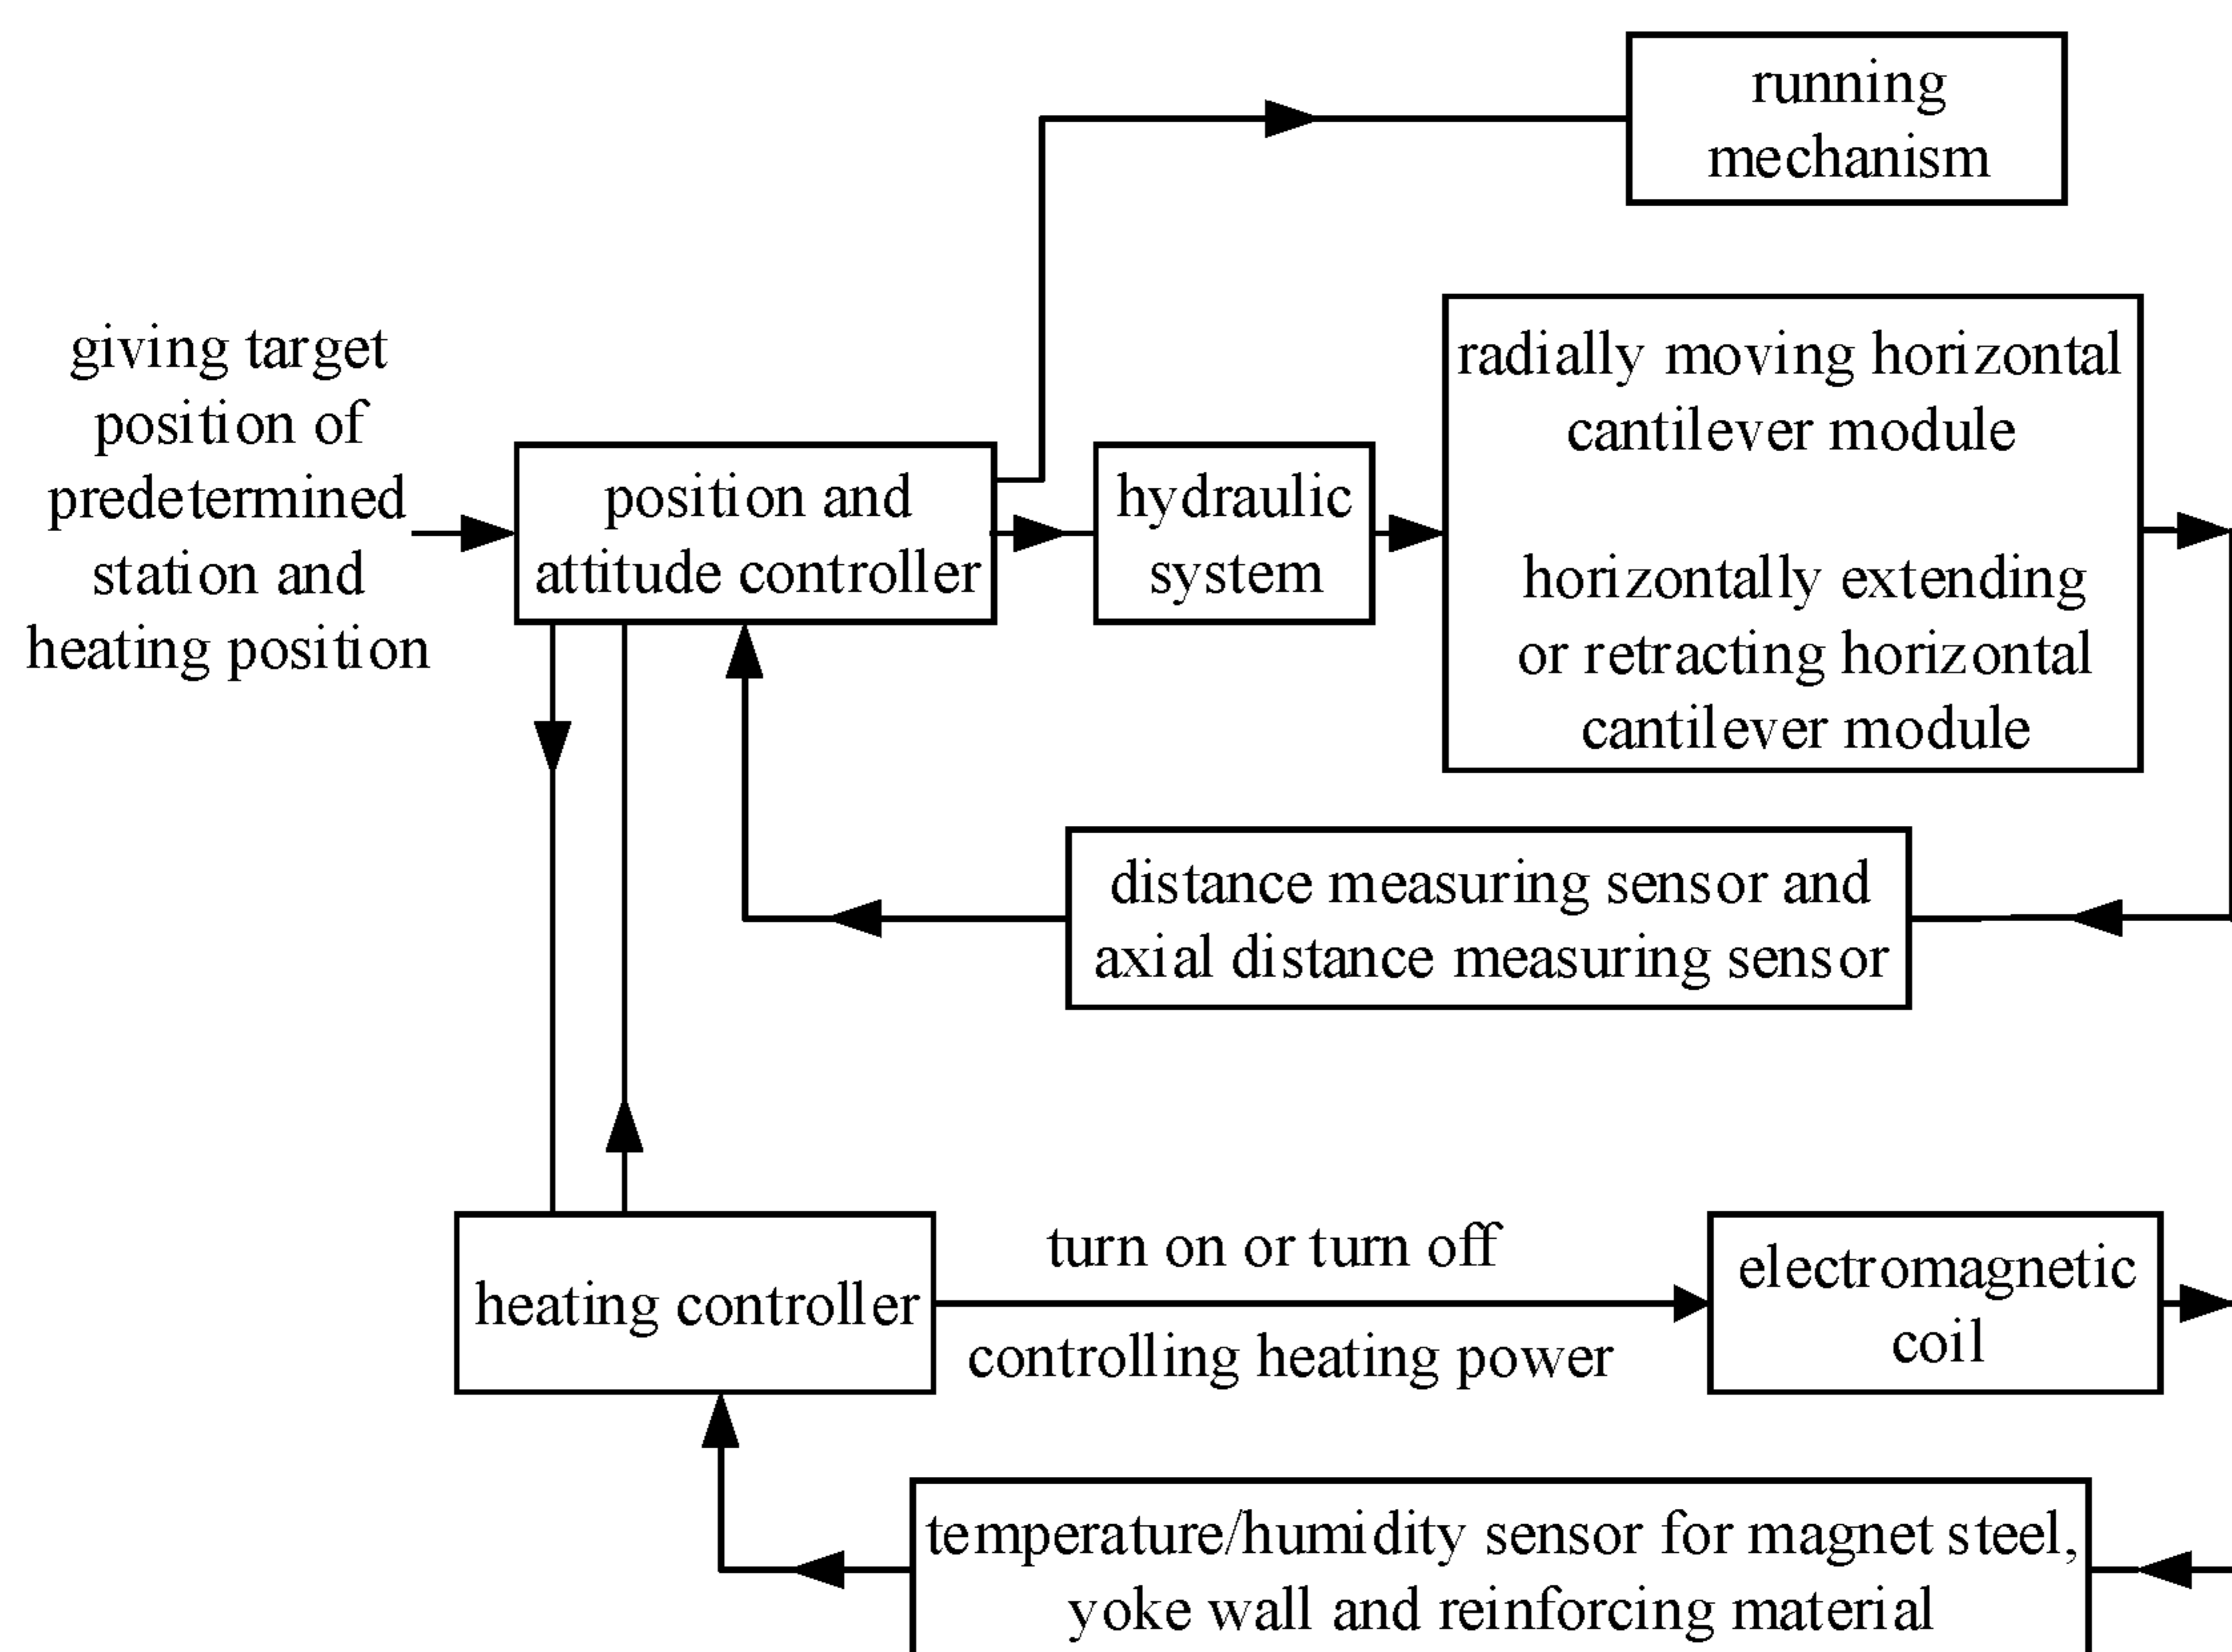 running
mechanism
giving target
position of
predetermined
station and
heating position
position and
attitude controller
hydraulic
system
radially moving horizontal
cantilever module
horizontally extending
or retracting horizontal
cantilever module
distance measuring sensor and
axial distance measuring sensor
heating controller
turn on or turn off
controlling heating power
electromagnetic
coil
temperature/humidity sensor for magnet steel,
yoke wall and reinforcing material